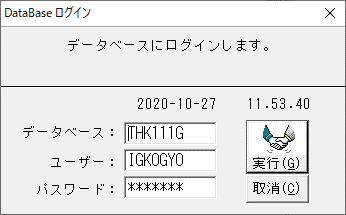 DataBase ログイン
データベースにログインします。
2020-10-27 11.53.40
データベース： THK111G
ユーザー： IGKOGYO
パスワード： *******
実行(G)
取消(C)